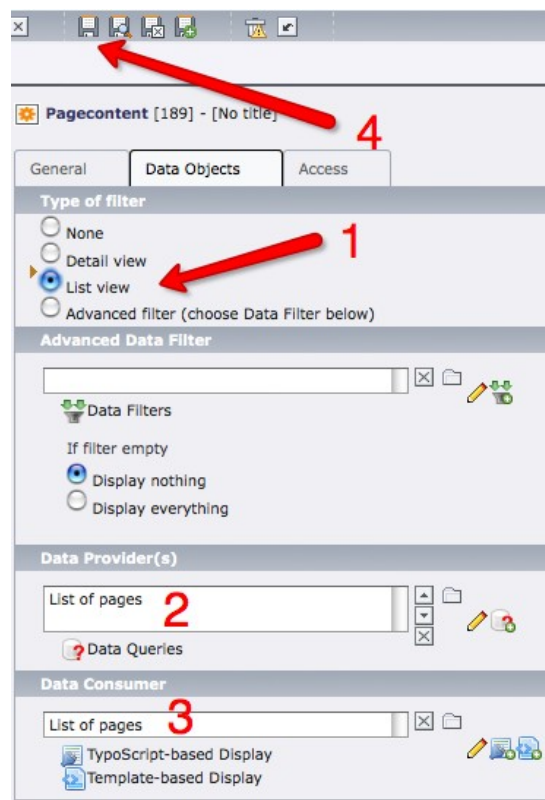 4
Pagecontent [189] - [No title]
General Data Objects Access
Type of filter
None
1
Detail view
List view
Advanced filter (choose Data Filter below)
Advanced Data Filter
Data Filters
If filter empty
Display nothing
Display everything
Data Provider(s)
List of pages
2
Data Queries
Data Consumer
List of pages
3
TypoScript-based Display
Template-based Display